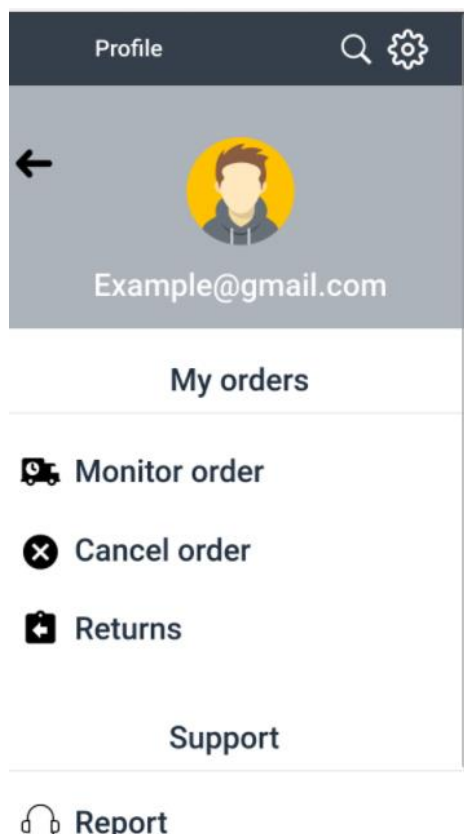 Profile
Example@gmail.com
My orders
Monitor order
Cancel order
Returns
Support
Report